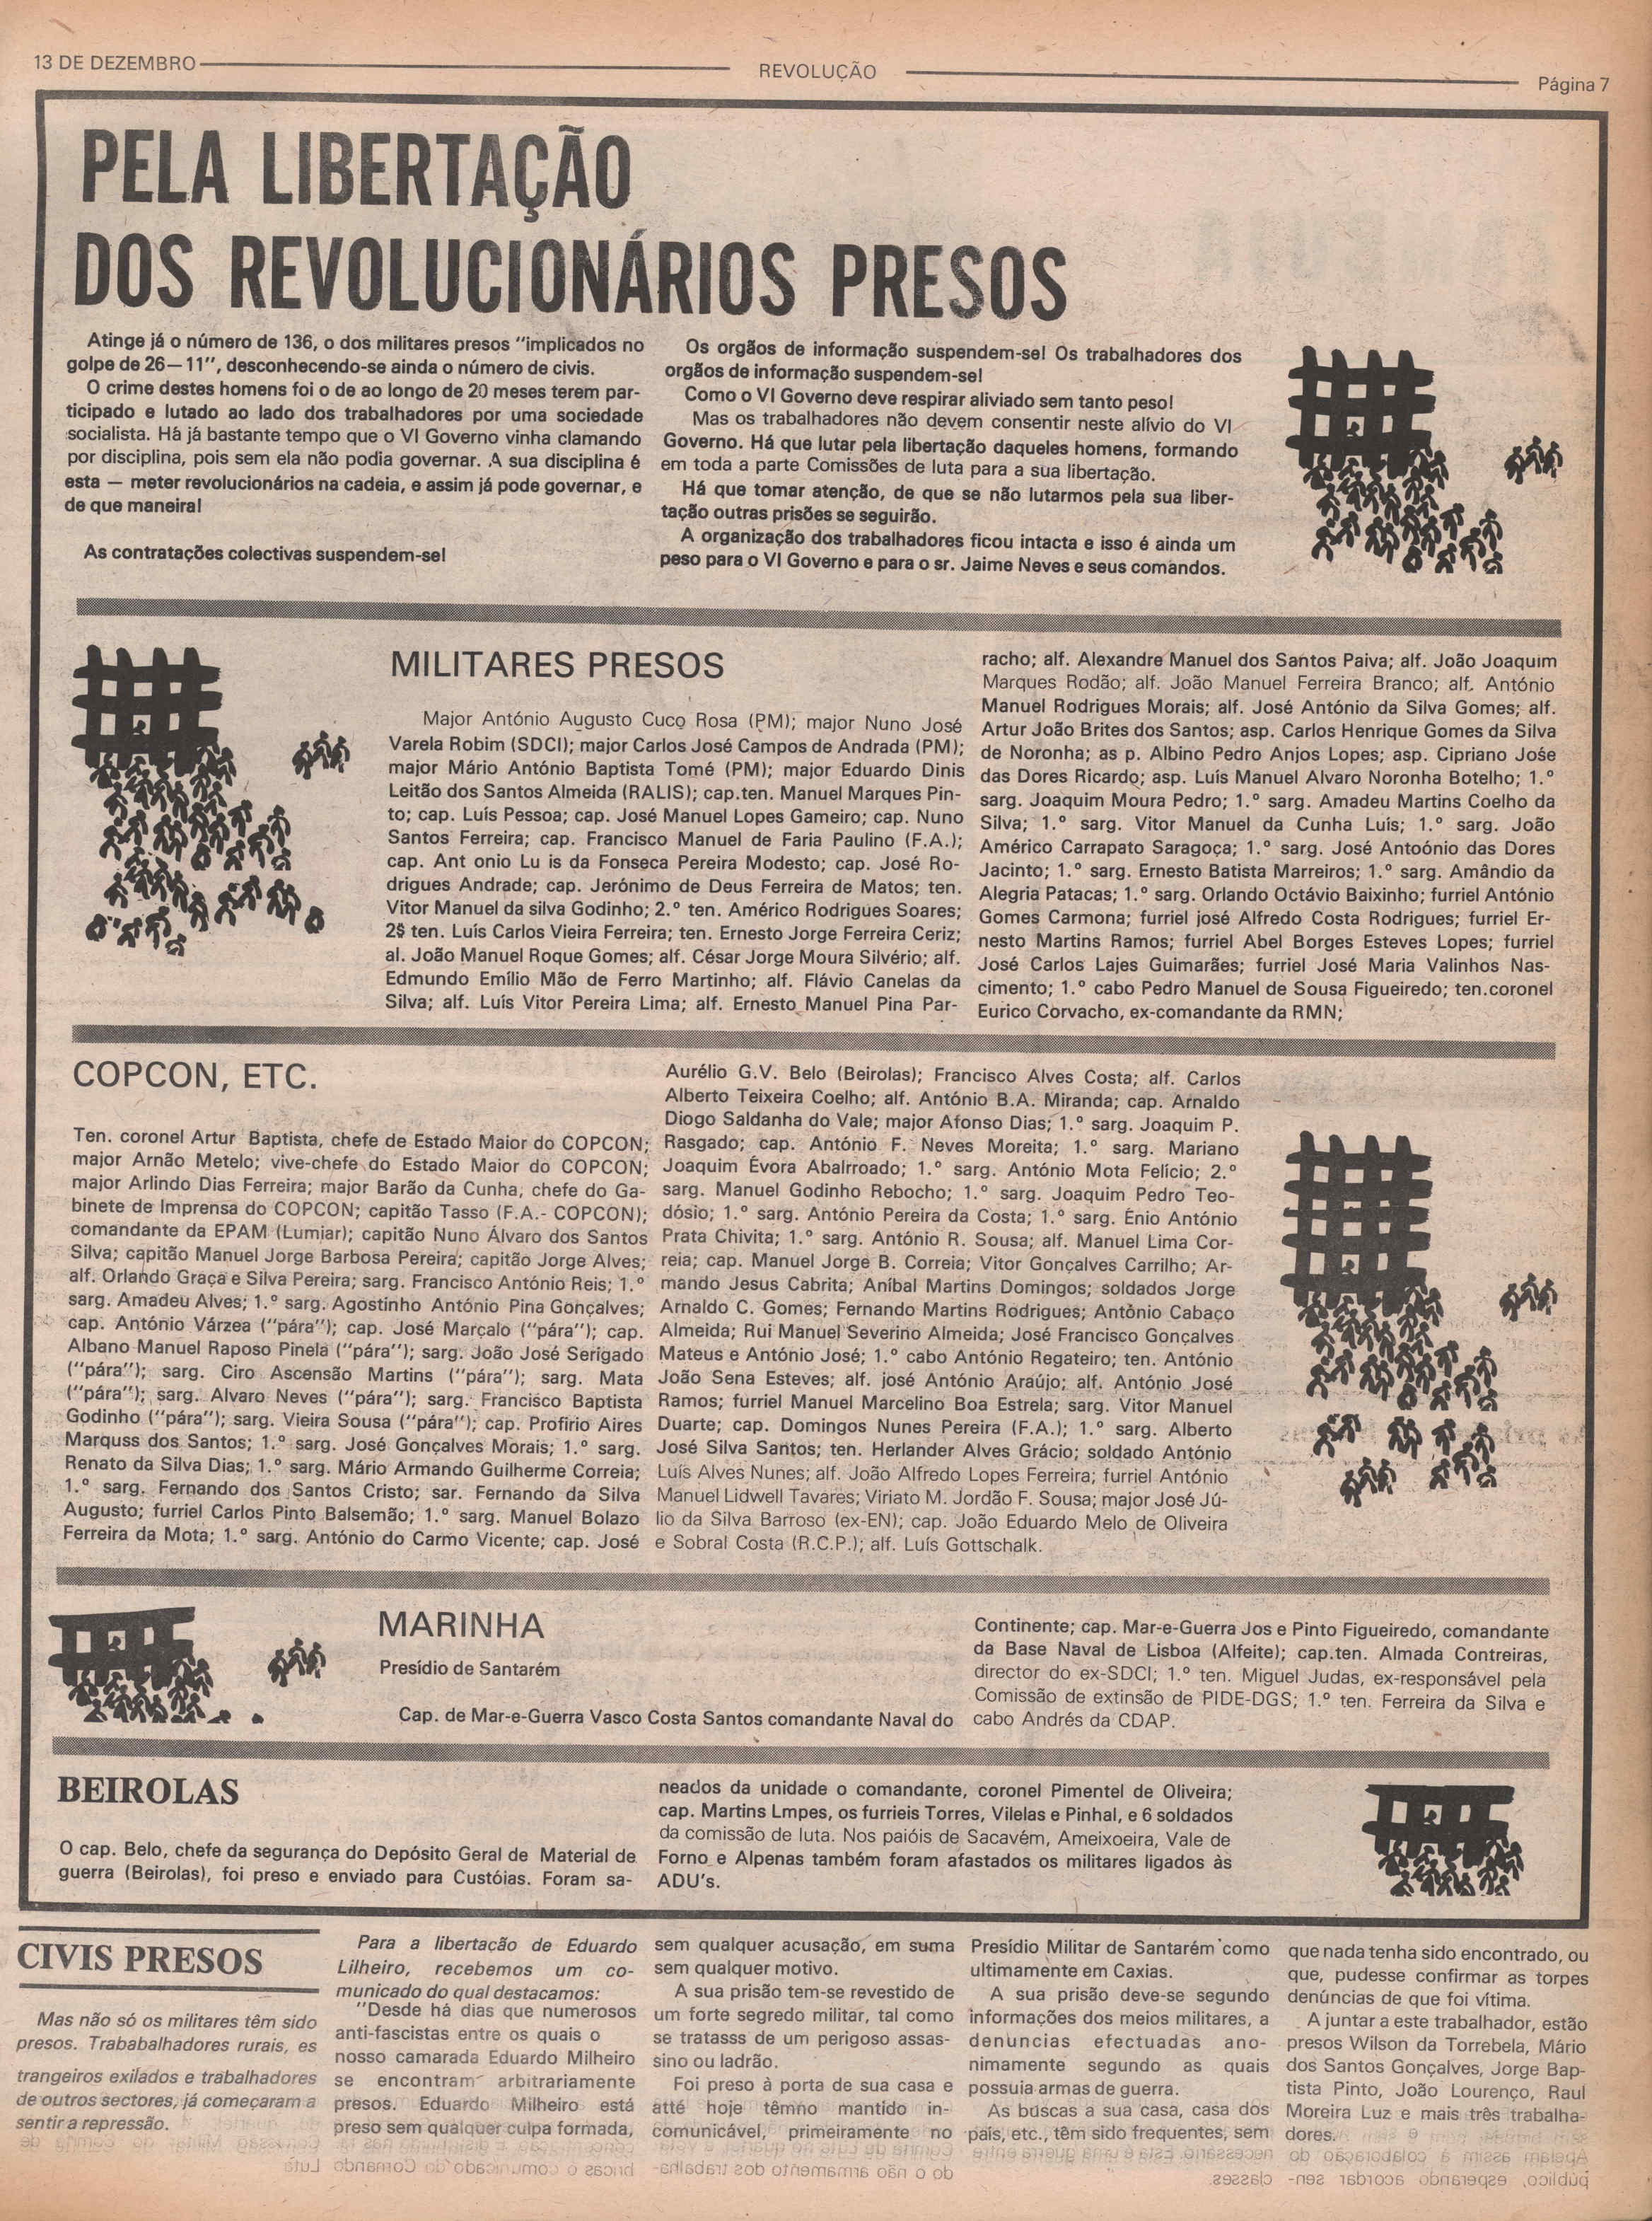 13 DE DEZEMBRO
REVOLUÇÃO
Página 7
PELA LIBERTAÇÃO
DOS REVOLUCIONÁRIOS PRESOS
Atinge já o número de 136, o dos militares presos "implicados no
golpe de 26—11", desconhecendo-se ainda o número de civis.
O crime destes homens foi o de ao longo de 20 meses terem par-
ticipado e lutado ao lado dos trabalhadores por uma sociedade
socialista. Há já bastante tempo que o VI Governo vinha clamando
por disciplina, pois sem ela não podia governar. A sua disciplina é
esta — meter revolucionários na cadeia, e assim já pode governar, e
de que maneira!
As contratações colectivas suspendem-se!
Os orgãos de informação suspendem-se! Os trabalhadores dos
orgãos de informação suspendem-se!
Como o VI Governo deve respirar aliviado sem tanto peso!
Mas os trabalhadores não devem consentir neste alívio do VI
Governo. Há que lutar pela libertação daqueles homens, formando
em toda a parte Comissões de luta para a sua libertação.
Há que tomar atenção, de que se não lutarmos pela sua liber-
tação outras prisões se seguirão.
A organização dos trabalhadores ficou intacta e isso é ainda um
peso para o VI Governo e para o sr. Jaime Neves e seus comandos.
MILITARES PRESOS
Major António Augusto Cuco Rosa (PM); major Nuno José
Varela Robim (SDCI); major Carlos José Campos de Andrada (PM);
major Mário António Baptista Tomé (PM); major Eduardo Dinis
Leitão dos Santos Almeida (RALIS); cap.ten. Manuel Marques Pin-
to; cap. Luís Pessoa; cap. José Manuel Lopes Gameiro; cap. Nuno
Santos Ferreira; cap. Francisco Manuel de Faria Paulino (F.A.);
cap. Ant onio Lu is da Fonseca Pereira Modesto; cap. José Ro-
drigues Andrade; cap. Jerónimo de Deus Ferreira de Matos; ten.
Vitor Manuel da silva Godinho; 2.º ten. Américo Rodrigues Soares;
2$ ten. Luís Carlos Vieira Ferreira; ten. Ernesto Jorge Ferreira Ceriz;
al. João Manuel Roque Gomes; alf. César Jorge Moura Silvério; alf.
Edmundo Emílio Mão de Ferro Martinho; alf. Flávio Canelas da
Silva; alf. Luís Vitor Pereira Lima; alf. Ernesto Manuel Pina Par-
racho; alf. Alexandre Manuel dos Santos Paiva; alf. João Joaquim
Marques Rodão; alf. João Manuel Ferreira Branco; alf. António
Manuel Rodrigues Morais; alf. José António da Silva Gomes; alf.
Artur João Brites dos Santos; asp. Carlos Henrique Gomes da Silva
de Noronha; as p. Albino Pedro Anjos Lopes; asp. Cipriano José
das Dores Ricardo; asp. Luís Manuel Alvaro Noronha Botelho; 1.º
sarg. Joaquim Moura Pedro; 1.º sarg. Amadeu Martins Coelho da
Silva; 1.º sarg. Vitor Manuel da Cunha Luís; 1.º sarg. João
Américo Carrapato Saragoça; 1.º sarg. José Antoónio das Dores
Jacinto; 1.º sarg. Ernesto Batista Marreiros; 1.º sarg. Amândio da
Alegria Patacas; 1.º sarg. Orlando Octávio Baixinho; furriel António
Gomes Carmona; furriel josé Alfredo Costa Rodrigues; furriel Er-
nesto Martins Ramos; furriel Abel Borges Esteves Lopes; furriel
José Carlos Lajes Guimarães; furriel José Maria Valinhos Nas-
cimento; 1.º cabo Pedro Manuel de Sousa Figueiredo; ten.coronel
Eurico Corvacho, ex-comandante da RMN;
COPCON, ETC.
Ten. coronel Artur Baptista, chefe de Estado Maior do COPCON;
major Arnão Metelo; vive-chefe do Estado Maior do COPCON;
major Arlindo Dias Ferreira; major Barão da Cunha, chefe do Ga-
binete de Imprensa do COPCON; capitão Tasso (F.A.- COPCON);
comandante da EPAM (Lumiar); capitão Nuno Álvaro dos Santos
Silva; capitão Manuel Jorge Barbosa Pereira; capitão Jorge Alves;
alf. Orlando Graça e Silva Pereira; sarg. Francisco António Reis; 1.º
sarg. Amadeu Alves; 1.º sarg. Agostinho António Pina Gonçalves;
cap. António Várzea ("pára"); cap. José Marçalo ("pára"); cap.
Albano Manuel Raposo Pinela ("pára"); sarg. João José Serigado
("pára"); sarg. Ciro Ascensão Martins ("pára"); sarg. Mata
("pára"); sarg. Alvaro Neves ("pára"); sarg. Francisco Baptista
Godinho ("pára"); sarg. Vieira Sousa ("pára"); cap. Profirio Aires
Marquss dos Santos; 1.º sarg. José Gonçalves Morais; 1.º sarg.
Renato da Silva Dias; 1.º sarg. Mário Armando Guilherme Correia;
1.º sarg. Fernando dos Santos Cristo; sar. Fernando da Silva
Augusto; furriel Carlos Pinto Balsemão; 1.º sarg. Manuel Bolazo
Ferreira da Mota; 1.º sarg. António do Carmo Vicente; cap. José
Aurélio G.V. Belo (Beirolas); Francisco Alves Costa; alf. Carlos
Alberto Teixeira Coelho; alf. António B.A. Miranda; cap. Arnaldo
Diogo Saldanha do Vale; major Afonso Dias; 1.º sarg. Joaquim P.
Rasgado; cap. António F. Neves Moreita; 1.º sarg. Mariano
Joaquim Évora Abalrroado; 1.º sarg. António Mota Felício; 2.º
sarg. Manuel Godinho Rebocho; 1.º sarg. Joaquim Pedro Teo-
dósio; 1.º sarg. António Pereira da Costa; 1.º sarg. Énio António
Prata Chivita; 1.º sarg. António R. Sousa; alf. Manuel Lima Cor-
reia; cap. Manuel Jorge B. Correia; Vitor Gonçalves Carrilho; Ar-
mando Jesus Cabrita; Aníbal Martins Domingos; soldados Jorge
Arnaldo C. Gomes; Fernando Martins Rodrigues; Antônio Cabaço
Almeida; Rui Manuel Severino Almeida; José Francisco Gonçalves
Mateus e António José; 1.º cabo António Regateiro; ten. António
João Sena Esteves; alf. josé António Araújo; alf. António José
Ramos; furriel Manuel Marcelino Boa Estrela; sarg. Vitor Manuel
Duarte; cap. Domingos Nunes Pereira (F.A.); 1.º sarg. Alberto
José Silva Santos; ten. Herlander Alves Grácio; soldado António
Luís Alves Nunes; alf. João Alfredo Lopes Ferreira; furriel António
Manuel Lidwell Tavares; Viriato M. Jordão F. Sousa; major José Jú-
lio da Silva Barroso (ex-EN); cap. João Eduardo Melo de Oliveira
e Sobral Costa (R.C.P.); alf. Luís Gottschalk.
MARINHA
Presídio de Santarém
Cap. de Mar-e-Guerra Vasco Costa Santos comandante Naval do
Continente; cap. Mar-e-Guerra Jos e Pinto Figueiredo, comandante
da Base Naval de Lisboa (Alfeite); cap.ten. Almada Contreiras,
director do ex-SDCI; 1.º ten. Miguel Judas, ex-responsável pela
Comissão de extinsão de PIDE-DGS; 1.º ten. Ferreira da Silva e
cabo Andrés da CDAP.
BEIROLAS
O cap. Belo, chefe da segurança do Depósito Geral de Material de
guerra (Beirolas), foi preso e enviado para Custóias. Foram sa-
neados da unidade o comandante, coronel Pimentel de Oliveira;
cap. Martins Lmpes, os furrieis Torres, Vilelas e Pinhal, e 6 soldados
da comissão de luta. Nos paióis de Sacavém, Ameixoeira, Vale de
Forno e Alpenas também foram afastados os militares ligados às
ADU's.
CIVIS PRESOS
Mas não só os militares têm sido
presos. Trababalhadores rurais, es
trangeiros exilados e trabalhadores
de outros sectores, já começaram a
sentir a repressão.
Para a libertação de Eduardo
Lilheiro, recebemos um co-
municado do qual destacamos:
"Desde há dias que numerosos
anti-fascistas entre os quais o
nosso camarada Eduardo Milheiro
se encontram arbitrariamente
presos. Eduardo Milheiro está
preso sem qualquer culpa formada,
sem qualquer acusação, em suma
sem qualquer motivo.
A sua prisão tem-se revestido de
um forte segredo militar, tal como
se tratasss de um perigoso assas-
sino ou ladrão.
Foi preso à porta de sua casa e
atté hoje têmno mantido in-
comunicável, primeiramente no
Presídio Militar de Santarém como
ultimamente em Caxias.
A sua prisão deve-se segundo
informações dos meios militares, a
denúncias efectuadas ano-
nimamente segundo as quais
possuia armas de guerra.
As buscas a sua casa, casa dos
pais, etc., têm sido frequentes, sem
que nada tenha sido encontrado, ou
que, pudesse confirmar as torpes
denúncias de que foi vítima.
A juntar a este trabalhador, estão
presos Wilson da Torrebela, Mário
dos Santos Gonçalves, Jorge Bap-
tista Pinto, João Lourenço, Raul
Moreira Luz e mais três trabalha-
dores.